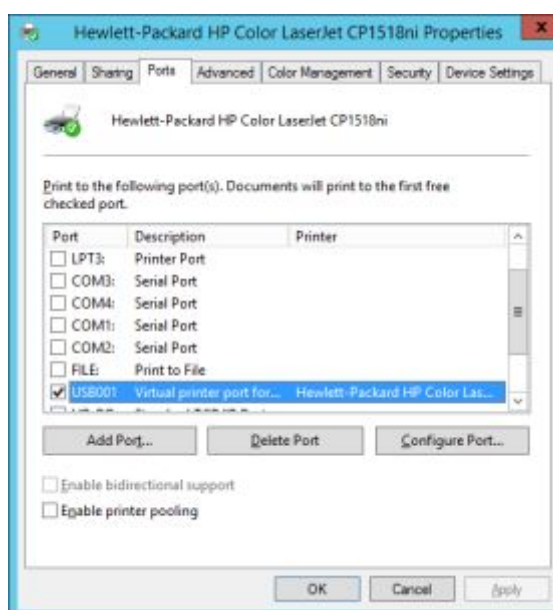 Hewlett-Packard HP Color LaserJet CP1518ni Properties
General Sharing Ports Advanced Color Management Security Device Settings
Hewlett-Packard HP Color LaserJet CP1518ni
Print to the following port(s). Documents will print to the first free
checked port.
Port Description Printer
LPT3: Printer Port
COM3: Serial Port
COM4: Serial Port
COM1: Serial Port
COM2: Serial Port
FILE: Print to File
USB001 Virtual printer port for... Hewlett-Packard HP Color Las...
Add Port... Delete Port Configure Port...
Enable bidirectional support
Enable printer pooling
OK Cancel Apply